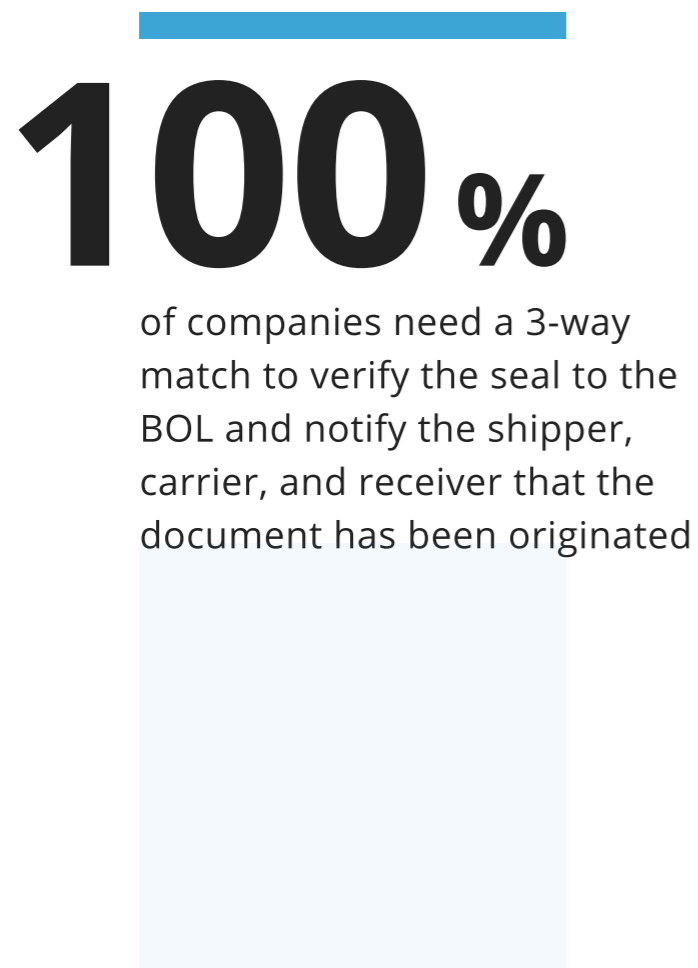 100 %
of companies need a 3-way
match to verify the seal to the
BOL and notify the shipper,
carrier, and receiver that the
document has been originated